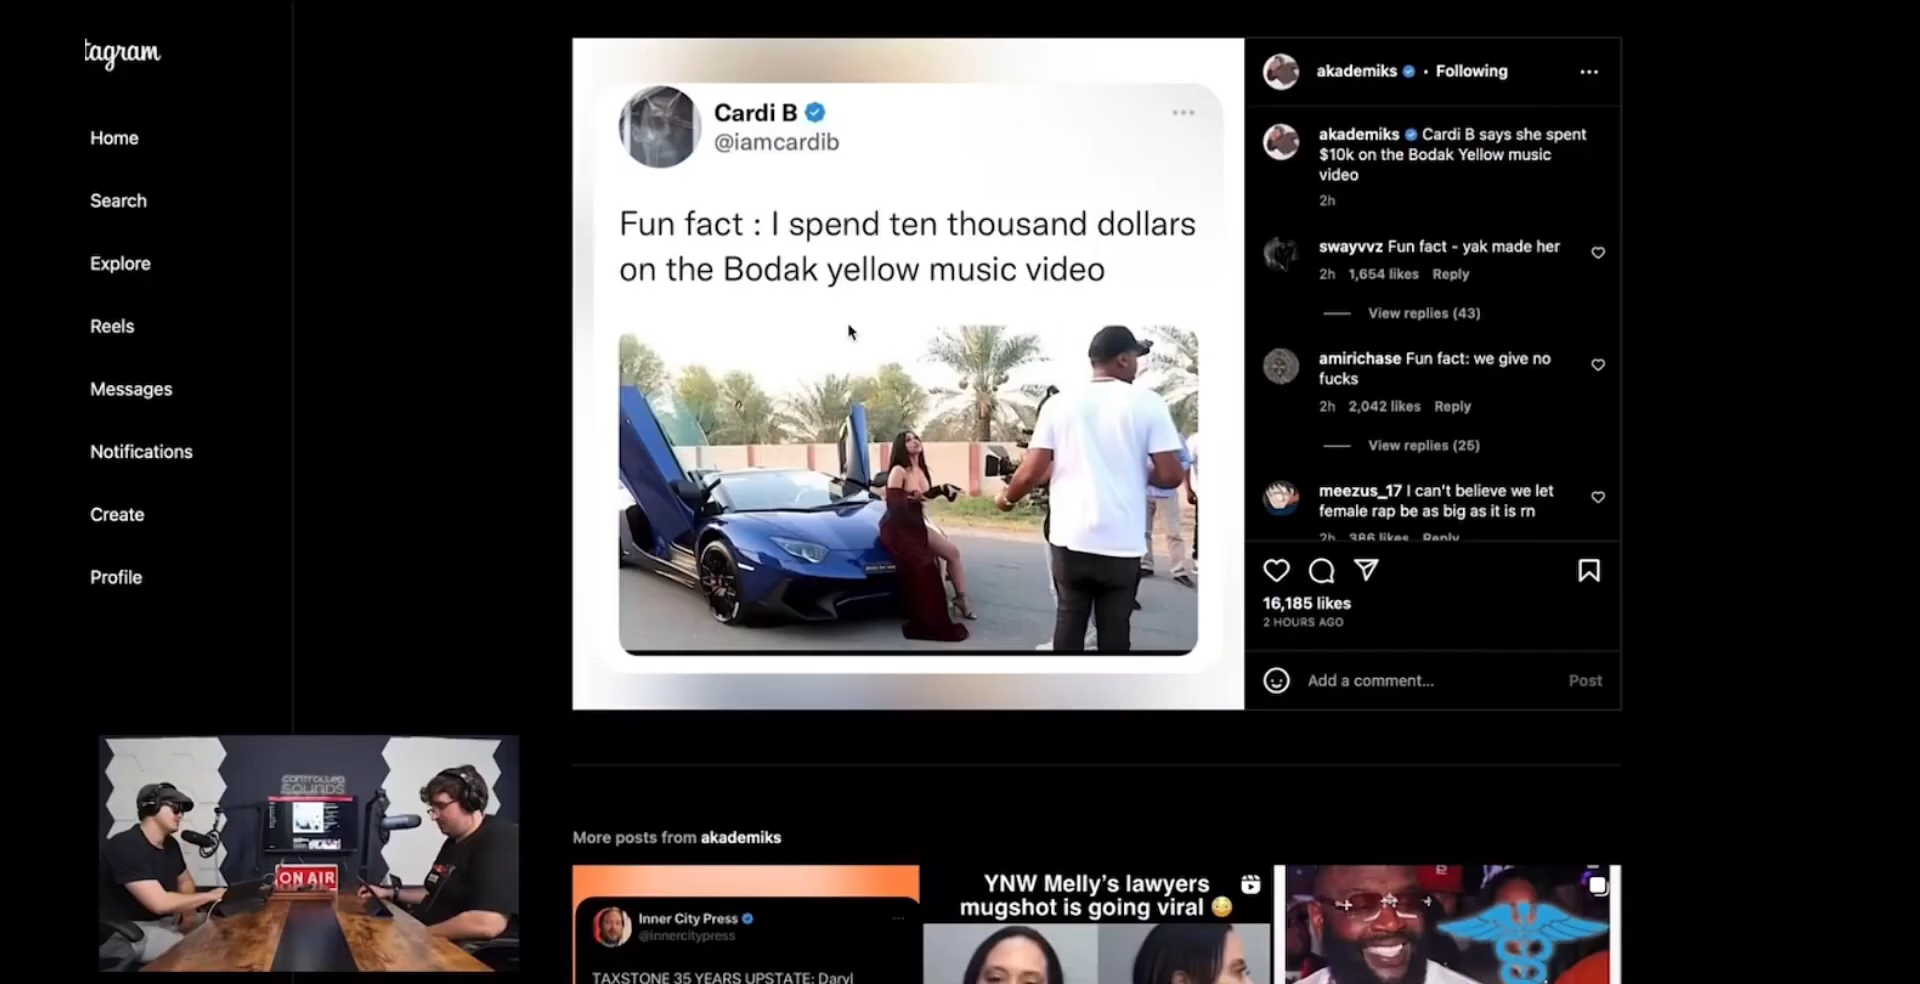 tagram
Home
Search
Explore
Reels
Messages
Notifications
Create
Profile
Cardi B
@iamcardib
Fun fact : I spend ten thousand dollars
on the Bodak yellow music video
akademiks • Following
akademiks Cardi B says she spent
$10k on the Bodak Yellow music
video
2h
swayvvz Fun fact - yak made her
2h 1,654 likes Reply
View replies (43)
amirichase Fun fact: we give no
fucks
2h 2,042 likes Reply
View replies (25)
meezus_17 I can't believe we let
female rap be as big as it is rn
2h 386 likes Reply
16,185 likes
2 HOURS AGO
Add a comment...
Post
CONTROLLED
SOUNDS
ON AIR
More posts from akademiks
Inner City Press
@innercitypress
TAXSTONE 35 YEARS UPSTATE: Daryl
YNW Melly's lawyers
mugshot is going viral